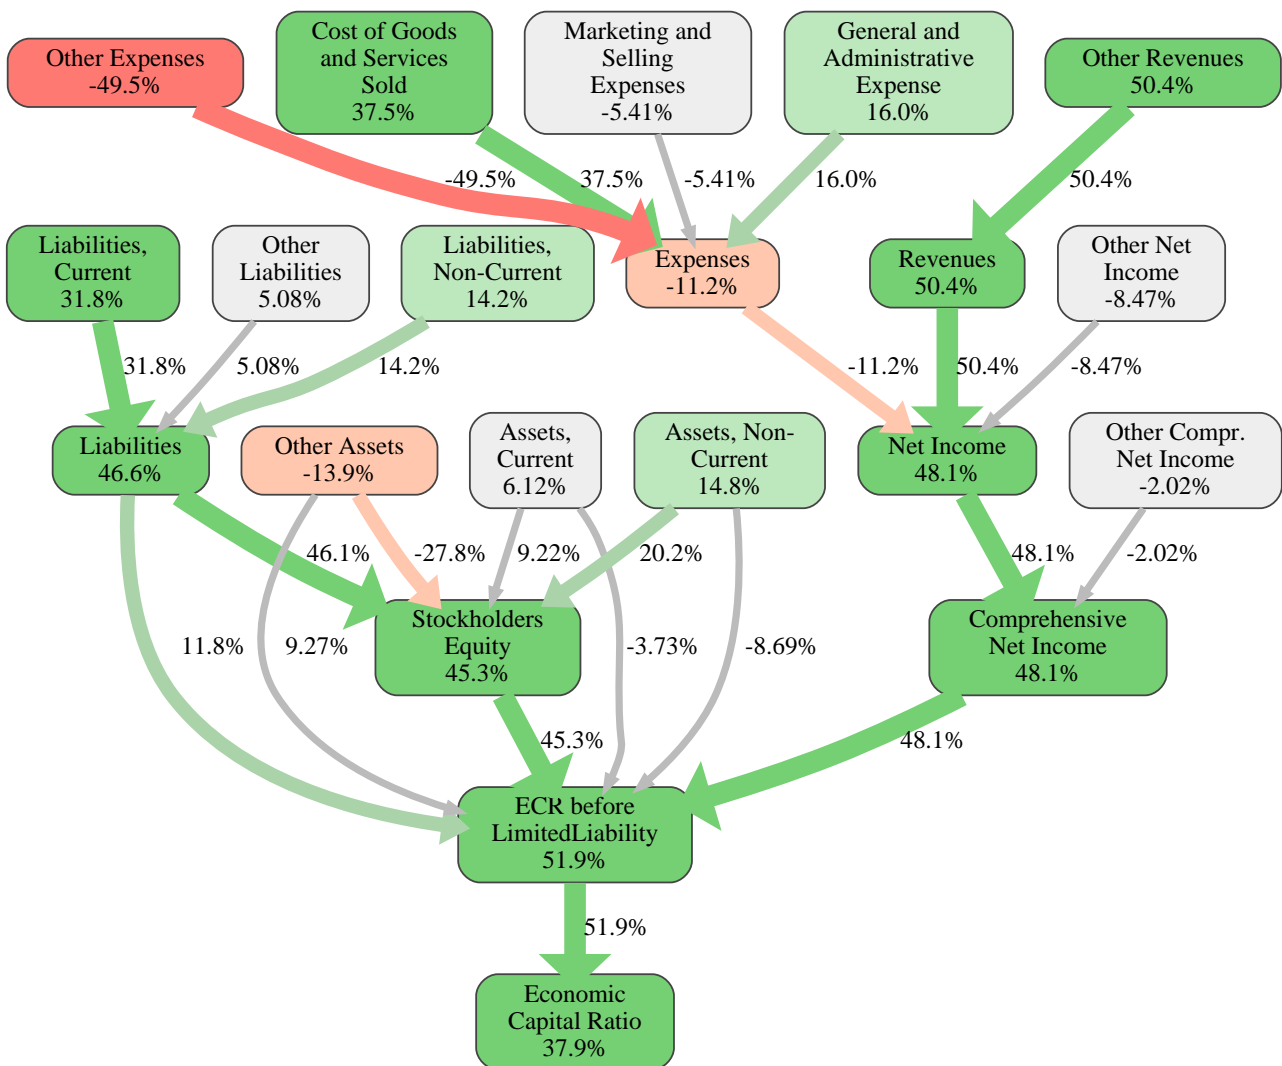 Other Expenses
-49.5%
Cost of Goods
and Services
Sold
37.5%
Marketing and
Selling
Expenses
-5.41%
General and
Administrative
Expense
16.0%
Other Revenues
50.4%
-49.5%
37.5%
-5.41%
16.0%
50.4%
Liabilities,
Current
31.8%
Other
Liabilities
5.08%
Liabilities,
Non-Current
14.2%
Expenses
-11.2%
Revenues
50.4%
Other Net
Income
-8.47%
31.8%
5.08%
14.2%
-11.2%
50.4%
-8.47%
Liabilities
46.6%
Other Assets
-13.9%
Assets,
Current
6.12%
Assets, Non-
Current
14.8%
Net Income
48.1%
Other Compr.
Net Income
-2.02%
46.1%
-27.8%
9.22%
20.2%
48.1%
-2.02%
Stockholders
Equity
45.3%
Comprehensive
Net Income
48.1%
11.8%
9.27%
-3.73%
-8.69%
45.3%
48.1%
ECR before
LimitedLiability
51.9%
51.9%
Economic
Capital Ratio
37.9%